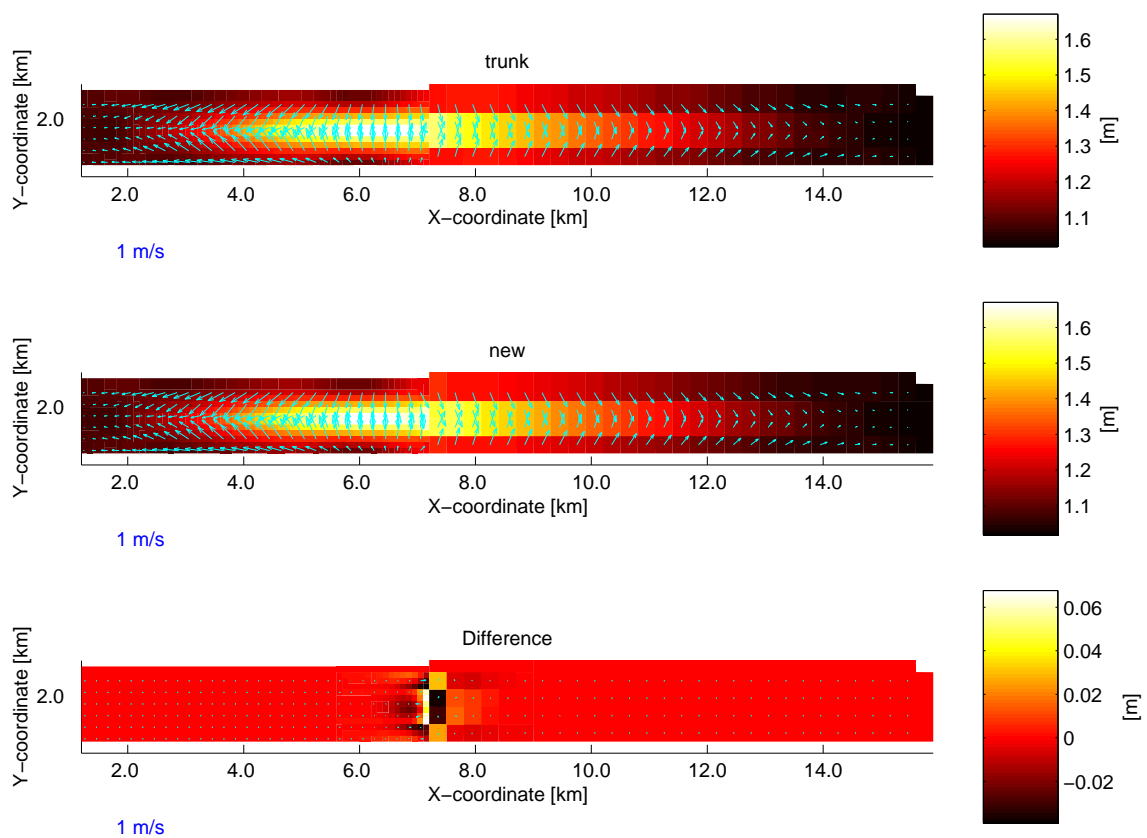 trunk
Y−coordinate [km]
2.0
2.0 4.0 6.0 8.0 10.0 12.0 14.0
X−coordinate [km]
1 m/s
1.6
1.5
1.4
1.3
1.2
1.1
[m]
new
Y−coordinate [km]
2.0
2.0 4.0 6.0 8.0 10.0 12.0 14.0
X−coordinate [km]
1 m/s
1.6
1.5
1.4
1.3
1.2
1.1
[m]
Difference
Y−coordinate [km]
2.0
2.0 4.0 6.0 8.0 10.0 12.0 14.0
X−coordinate [km]
1 m/s
0.06
0.04
0.02
0
−0.02
[m]